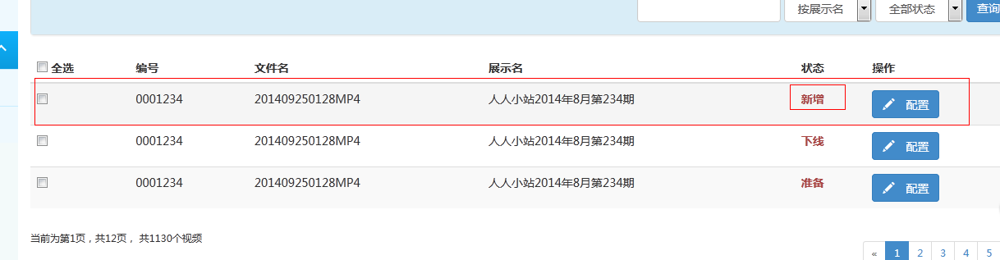 按展示名 全部状态 查询
全选 编号 文件名 展示名 状态 操作
0001234 201409250128MP4 人人小站2014年8月第234期 新增 配置
0001234 201409250128MP4 人人小站2014年8月第234期 下线 配置
0001234 201409250128MP4 人人小站2014年8月第234期 准备 配置
当前为第1页，共12页， 共1130个视频
« 1 2 3 4 5